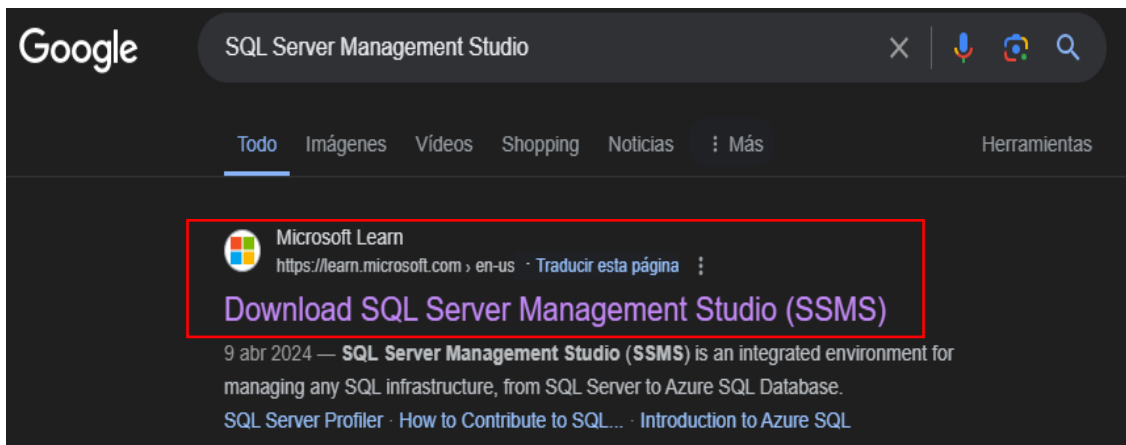 Google
SQL Server Management Studio
Todo Imágenes Vídeos Shopping Noticias ⋮ Más Herramientas
Microsoft Learn
https://learn.microsoft.com › en-us · Traducir esta página ⋮
Download SQL Server Management Studio (SSMS)
9 abr 2024 — SQL Server Management Studio (SSMS) is an integrated environment for
managing any SQL infrastructure, from SQL Server to Azure SQL Database.
SQL Server Profiler · How to Contribute to SQL... · Introduction to Azure SQL